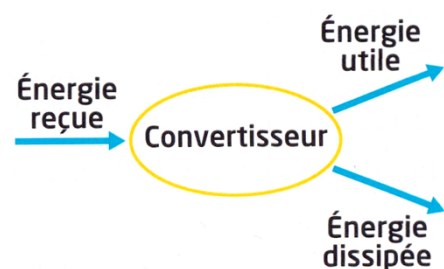 Énergie
utile
Énergie
reçue
Convertisseur
Énergie
dissipée